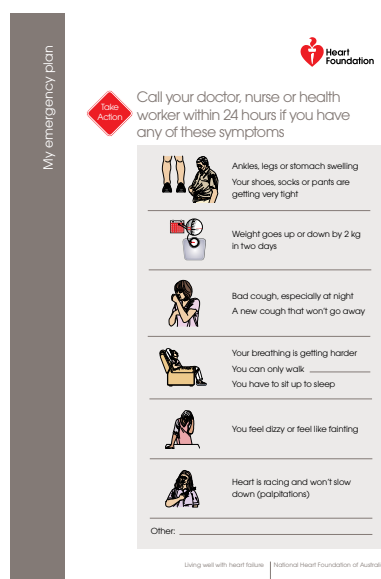 My emergency plan
Heart
Foundation
Take
Action
Call your doctor, nurse or health
worker within 24 hours if you have
any of these symptoms
Ankles, legs or stomach swelling
Your shoes, socks or pants are
getting very tight
Weight goes up or down by 2 kg
in two days
Bad cough, especially at night
A new cough that won't go away
Your breathing is getting harder
You can only walk
You have to sit up to sleep
You feel dizzy or feel like fainting
Heart is racing and won't slow
down (palpitations)
Other:
Living well with heart failure
National Heart Foundation of Australi